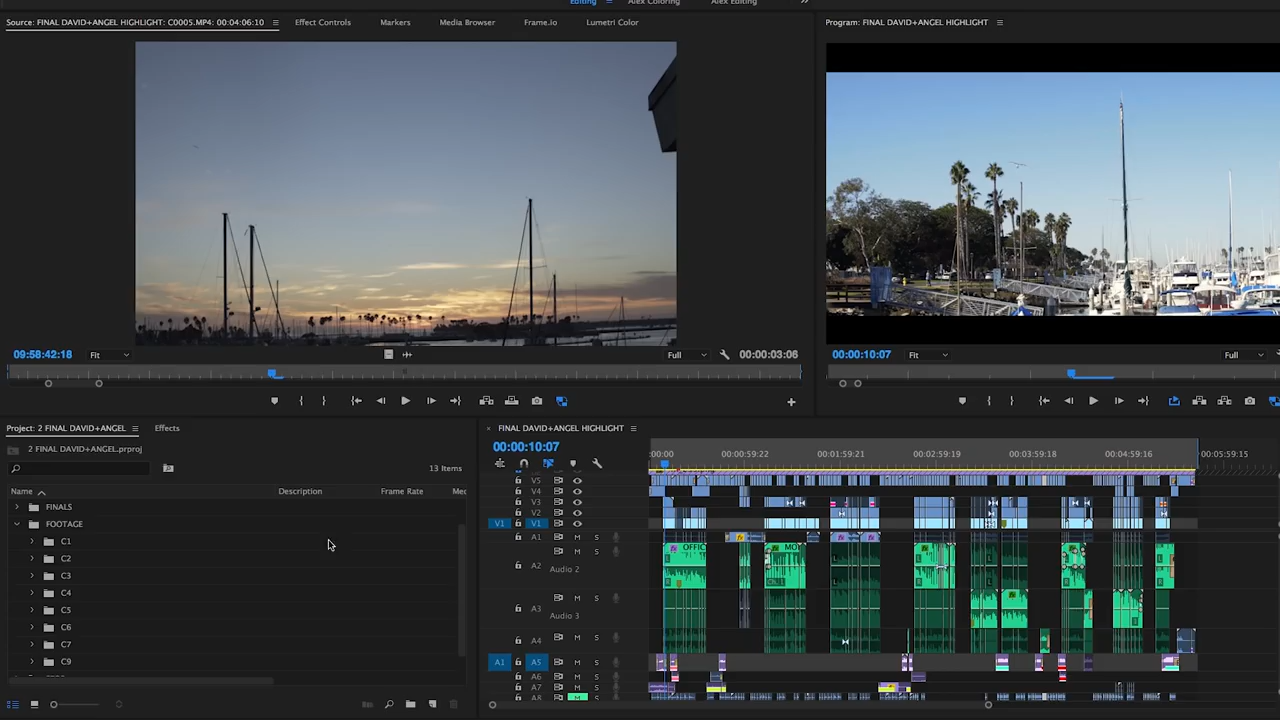 Editing Alex Coloring Alex Editing
Source: FINAL DAVID+ANGEL HIGHLIGHT: C0005.MP4: 00:04:06:10 Effect Controls Markers Media Browser Frame.io Lumetri Color
Program: FINAL DAVID+ANGEL HIGHLIGHT
09:58:42:18 Fit Full 00:00:03:06
00:00:10:07 Fit Full
Project: 2 FINAL DAVID+ANGEL Effects
2 FINAL DAVID+ANGEL.prproj
13 Items
Name Description Frame Rate Mec
FINALS
FOOTAGE
C1
C2
C3
C4
C5
C6
C7
C9
FINAL DAVID+ANGEL HIGHLIGHT
00:00:10:07
:00:00 00:00:59:22 00:01:59:21 00:02:59:19 00:03:59:18 00:04:59:16 00:05:59:15
V5
V4
V3
V2
V1 V1
A1 M S
A2 M S
Audio 2
A3 M S
Audio 3
A4 M S
A1 A5 M S
A6 M S
A7 M S
A8 M S
OFFIC
MO